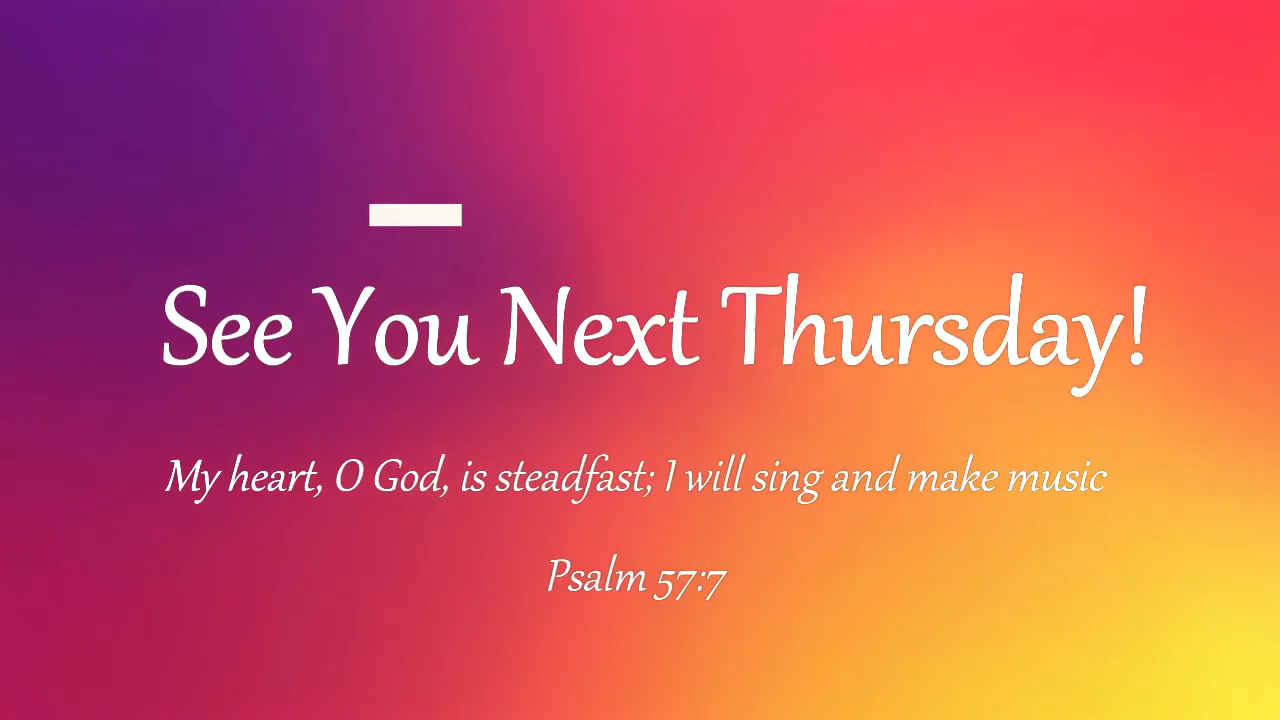 See You Next Thursday!
My heart, O God, is steadfast; I will sing and make music
Psalm 57:7